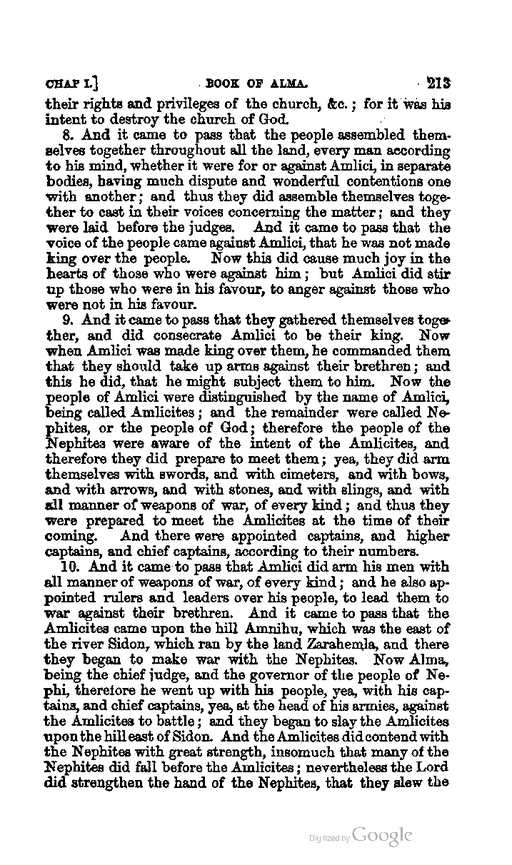 CHAP I.] BOOK OF ALMA. 213
their rights and privileges of the church, &c.; for it was his
intent to destroy the church of God.
8. And it came to pass that the people assembled them-
selves together throughout all the land, every man according
to his mind, whether it were for or against Amlici, in separate
bodies, having much dispute and wonderful contentions one
with another; and thus they did assemble themselves toge-
ther to cast in their voices concerning the matter; and they
were laid before the judges. And it came to pass that the
voice of the people came against Amlici, that he was not made
king over the people. Now this did cause much joy in the
hearts of those who were against him; but Amlici did stir
up those who were in his favour, to anger against those who
were not in his favour.
9. And it came to pass that they gathered themselves toge-
ther, and did consecrate Amlici to be their king. Now
when Amlici was made king over them, he commanded them
that they should take up arms against their brethren; and
this he did, that he might subject them to him. Now the
people of Amlici were distinguished by the name of Amlici,
being called Amlicites; and the remainder were called Ne-
phites, or the people of God; therefore the people of the
Nephites were aware of the intent of the Amlicites, and
therefore they did prepare to meet them; yea, they did arm
themselves with swords, and with cimeters, and with bows,
and with arrows, and with stones, and with slings, and with
all manner of weapons of war, of every kind; and thus they
were prepared to meet the Amlicites at the time of their
coming. And there were appointed captains, and higher
captains, and chief captains, according to their numbers.
10. And it came to pass that Amlici did arm his men with
all manner of weapons of war, of every kind; and he also ap-
pointed rulers and leaders over his people, to lead them to
war against their brethren. And it came to pass that the
Amlicites came upon the hill Amnihu, which was the east of
the river Sidon, which ran by the land Zarahemla, and there
they began to make war with the Nephites. Now Alma,
being the chief judge, and the governor of the people of Ne-
phi, therefore he went up with his people, yea, with his cap-
tains, and chief captains, yea, at the head of his armies, against
the Amlicites to battle; and they began to slay the Amlicites
upon the hill east of Sidon. And the Amlicites did contend with
the Nephites with great strength, insomuch that many of the
Nephites did fall before the Amlicites; nevertheless the Lord
did strengthen the hand of the Nephites, that they slew the
Digitized by Google